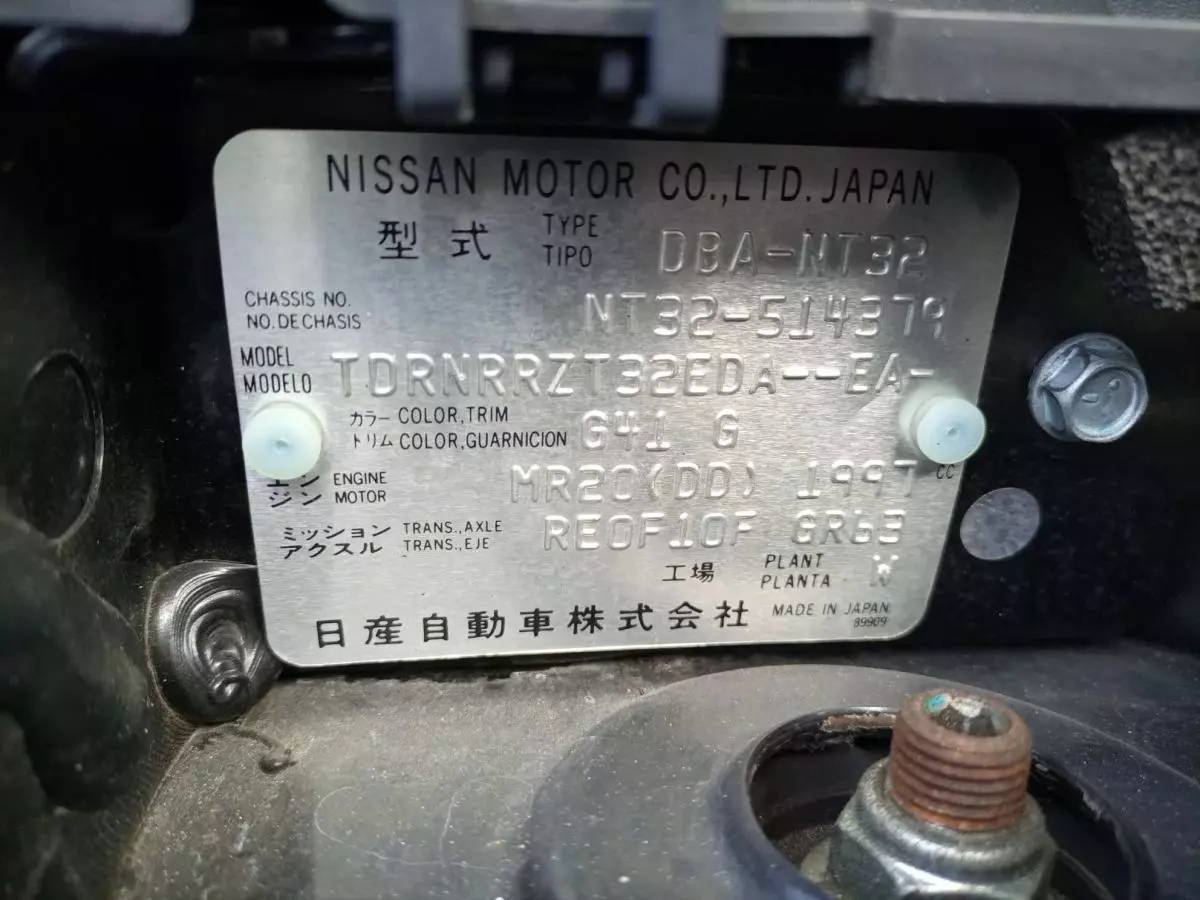 NISSAN MOTOR CO.,LTD. JAPAN
型式 TYPE TIPO DBA-NT32
CHASSIS NO.
NO. DE CHASIS NT32-514379
MODEL
MODELO TDRNRRZT32EDA--EA-
カラー COLOR,TRIM
トリム COLOR,GUARNICION G41 G
エン ENGINE
ジン MOTOR MR20(DD) 1997 CC
ミッション TRANS.,AXLE
アクスル TRANS.,EJE RE0F10F GR63
工場 PLANT PLANTA
日産自動車株式会社 MADE IN JAPAN
89909